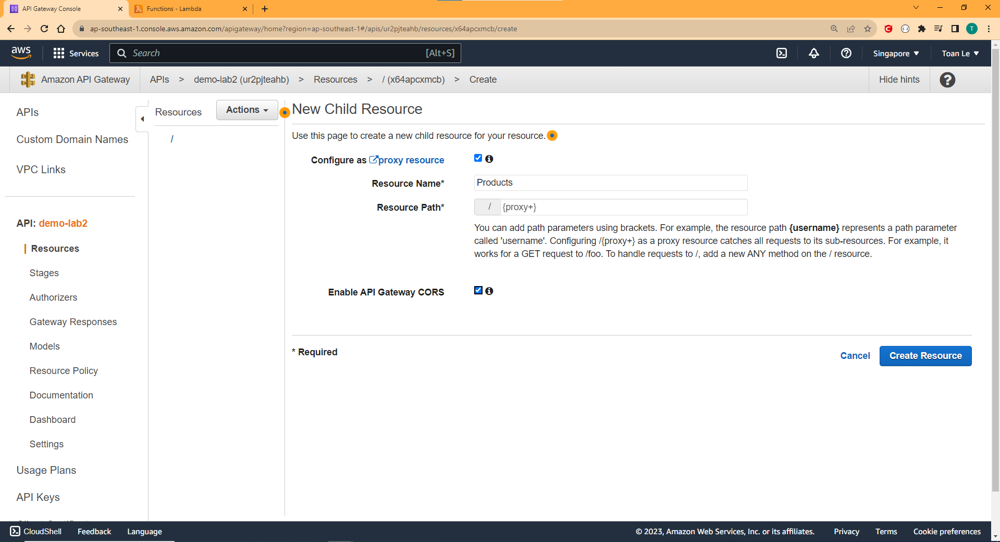 API Gateway Console
Functions - Lambda
ap-southeast-1.console.aws.amazon.com/apigateway/home?region=ap-southeast-1#/apis/ur2pjteahb/resources/x64apcxmcb/create
T
aws
Services
Search
[Alt+S]
Singapore
Toan Le
Amazon API Gateway
APIs > demo-lab2 (ur2pjteahb) > Resources > / (x64apcxmcb) > Create
Hide hints
APIs
Custom Domain Names
VPC Links
API: demo-lab2
Resources
Stages
Authorizers
Gateway Responses
Models
Resource Policy
Documentation
Dashboard
Settings
Usage Plans
API Keys
Resources
Actions
/
New Child Resource
Use this page to create a new child resource for your resource.
Configure as proxy resource
Resource Name* Products
Resource Path* / {proxy+}
You can add path parameters using brackets. For example, the resource path {username} represents a path parameter
called 'username'. Configuring /{proxy+} as a proxy resource catches all requests to its sub-resources. For example, it
works for a GET request to /foo. To handle requests to /, add a new ANY method on the / resource.
Enable API Gateway CORS
* Required
Cancel
Create Resource
CloudShell
Feedback
Language
© 2023, Amazon Web Services, Inc. or its affiliates.
Privacy
Terms
Cookie preferences